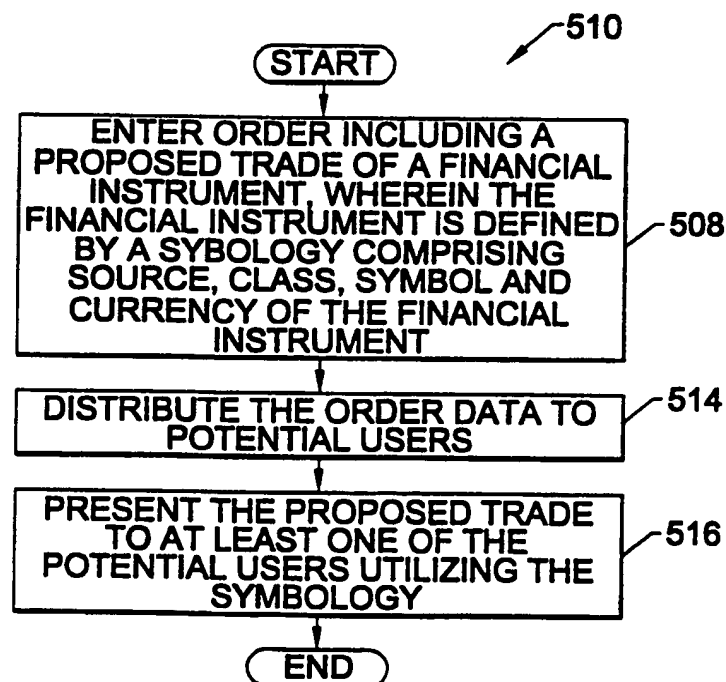 510
START
ENTER ORDER INCLUDING A
PROPOSED TRADE OF A FINANCIAL
INSTRUMENT, WHEREIN THE
FINANCIAL INSTRUMENT IS DEFINED
BY A SYBOLOGY COMPRISING
SOURCE, CLASS, SYMBOL AND
CURRENCY OF THE FINANCIAL
INSTRUMENT
508
DISTRIBUTE THE ORDER DATA TO
POTENTIAL USERS
514
PRESENT THE PROPOSED TRADE
TO AT LEAST ONE OF THE
POTENTIAL USERS UTILIZING THE
SYMBOLOGY
516
END